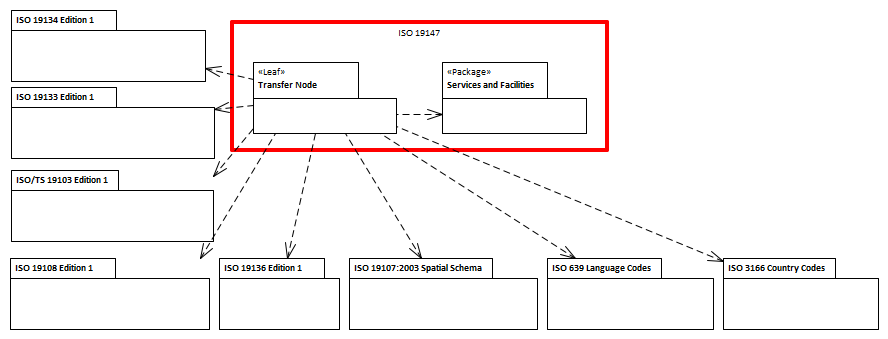 ISO 19134 Edition 1
ISO 19147
«Leaf»
Transfer Node
«Package»
Services and Facilities
ISO 19133 Edition 1
ISO/TS 19103 Edition 1
ISO 19108 Edition 1
ISO 19136 Edition 1
ISO 19107:2003 Spatial Schema
ISO 639 Language Codes
ISO 3166 Country Codes